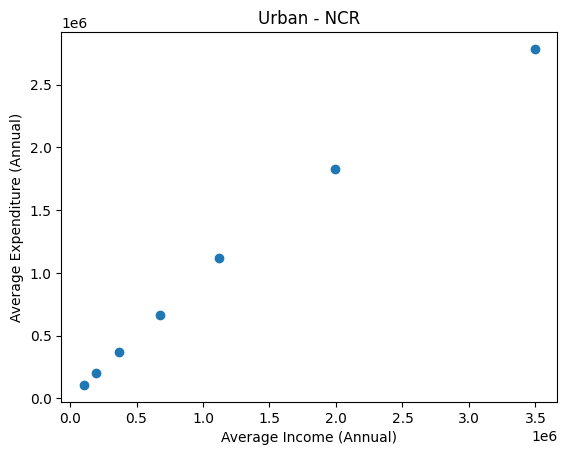 Urban - NCR
1e6
2.5
2.0
1.5
1.0
0.5
0.0
Average Expenditure (Annual)
0.0 0.5 1.0 1.5 2.0 2.5 3.0 3.5
Average Income (Annual)
1e6